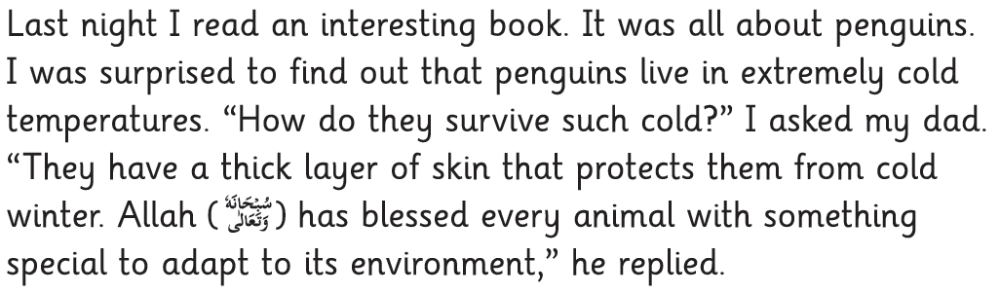 Last night I read an interesting book. It was all about penguins.
I was surprised to find out that penguins live in extremely cold
temperatures. “How do they survive such cold?” I asked my dad.
“They have a thick layer of skin that protects them from cold
winter. Allah (سُبْحَانَهُ وَتَعَالَى) has blessed every animal with something
special to adapt to its environment,” he replied.